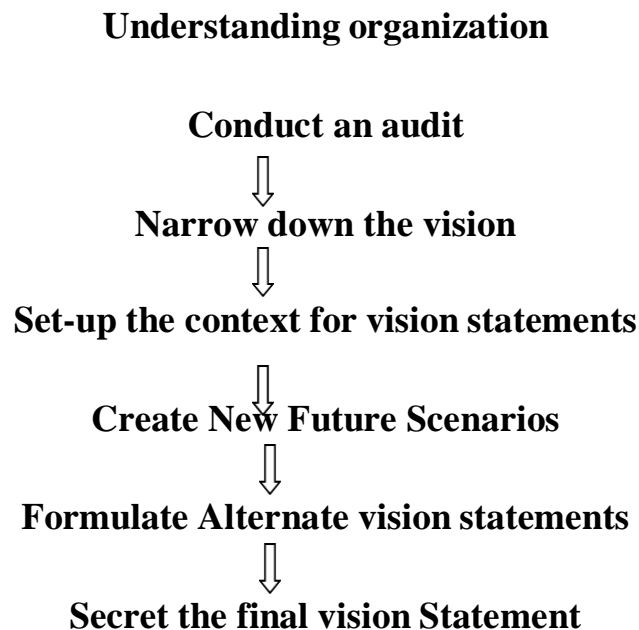 Understanding organization
Conduct an audit
Narrow down the vision
Set-up the context for vision statements
Create New Future Scenarios
Formulate Alternate vision statements
Secret the final vision Statement